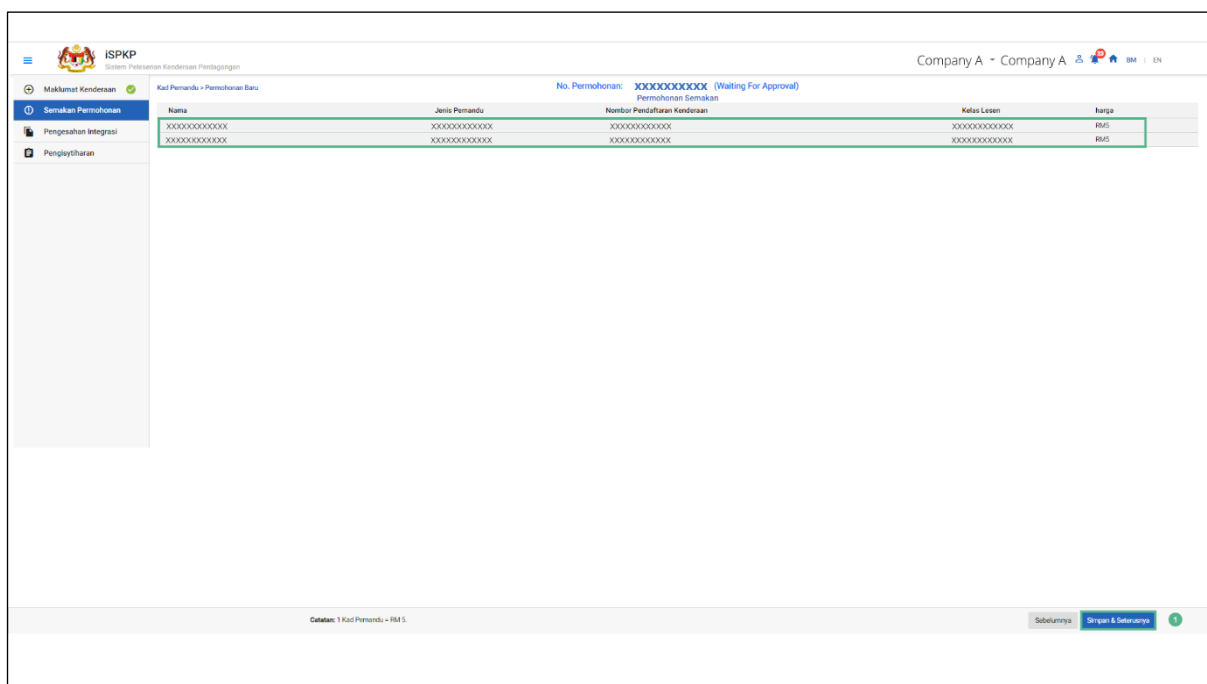 iSPKP
Sistem Pelesenan Kenderaan Perdagangan
Company A Company A 23 BM | EN
Maklumat Kenderaan
Semakan Permohonan
Pengesahan Integrasi
Pengisytiharan
Kad Pemandu > Permohonan Baru
No. Permohonan: XXXXXXXXXX (Waiting For Approval)
Permohonan Semakan
Nama Jenis Pemandu Nombor Pendaftaran Kenderaan Kelas Lesen harga
XXXXXXXXXXXX XXXXXXXXXXXX XXXXXXXXXXXX XXXXXXXXXXXX RM5
XXXXXXXXXXXX XXXXXXXXXXXX XXXXXXXXXXXX XXXXXXXXXXXX RM5
Catatan: 1 Kad Pemandu = RM 5.
Sebelumnya Simpan & Seterusnya 1